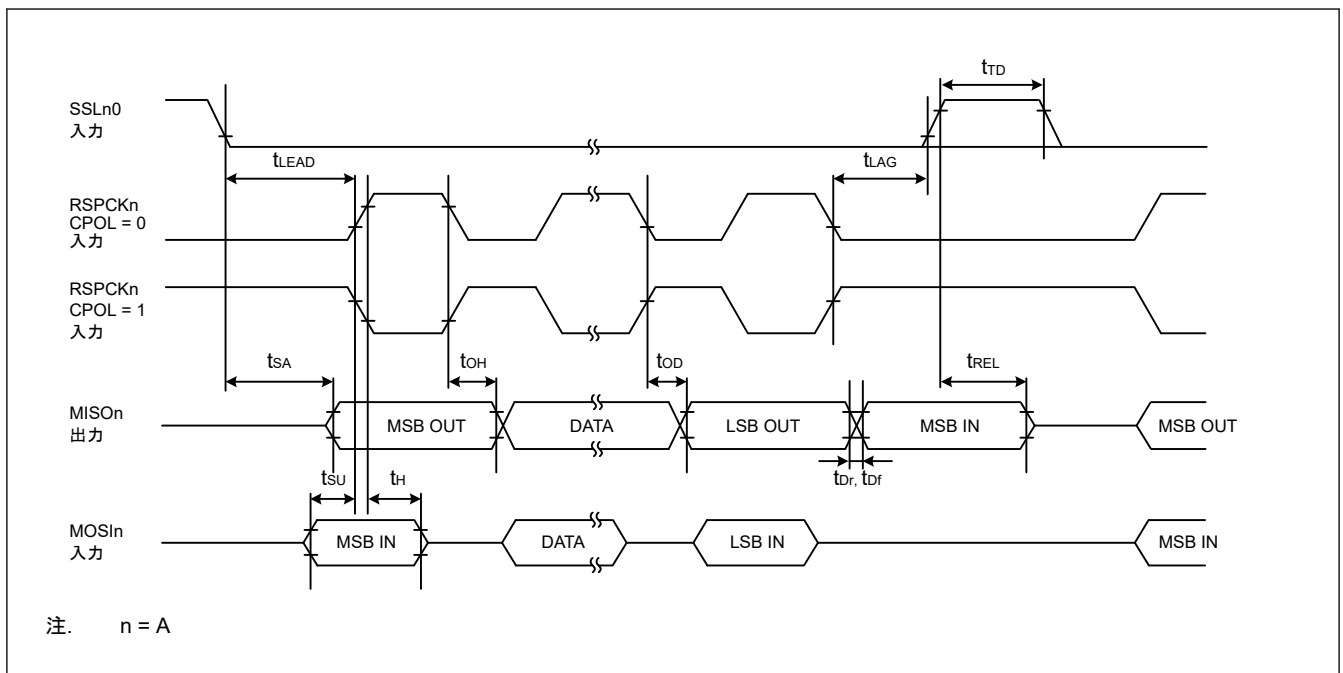 tTD
SSLn0
入力
tLEAD
tLAG
RSPCKn
CPOL = 0
入力
RSPCKn
CPOL = 1
入力
tSA
tOH
tOD
tREL
MISOn
出力
MSB OUT
DATA
LSB OUT
MSB IN
MSB OUT
tSU
tH
tDr, tDf
MOSIn
入力
MSB IN
DATA
LSB IN
MSB IN
注. n = A